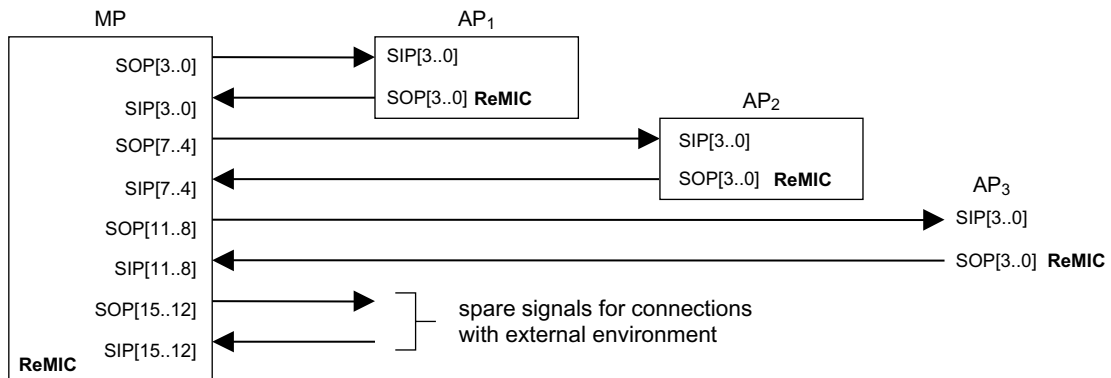 MP
AP1
SOP[3..0]
SIP[3..0]
SIP[3..0]
SOP[3..0] ReMIC
AP2
SOP[7..4]
SIP[3..0]
SIP[7..4]
SOP[3..0] ReMIC
AP3
SOP[11..8]
SIP[3..0]
SIP[11..8]
SOP[3..0] ReMIC
SOP[15..12]
spare signals for connections
with external environment
SIP[15..12]
ReMIC